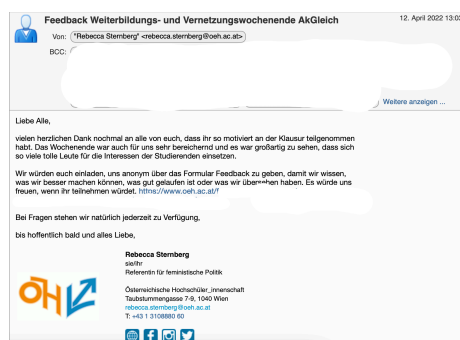 Feedback Weiterbildungs- und Vernetzungswochenende AkGleich
12. April 2022 13:03
Von: "Rebecca Sternberg" <rebecca.sternberg@oeh.ac.at>
BCC:
Weitere anzeigen ...
Liebe Alle,
vielen herzlichen Dank nochmal an alle von euch, dass ihr so motiviert an der Klausur teilgenommen
habt. Das Wochenende war auch für uns sehr bereichernd und es war großartig zu sehen, dass sich
so viele tolle Leute für die Interessen der Studierenden einsetzen.
Wir würden euch einladen, uns anonym über das Formular Feedback zu geben, damit wir wissen,
was wir besser machen können, was gut gelaufen ist oder was wir übersehen haben. Es würde uns
freuen, wenn ihr teilnehmen würdet. https://www.oeh.ac.at/f
Bei Fragen stehen wir natürlich jederzeit zu Verfügung,
bis hoffentlich bald und alles Liebe,
Rebecca Sternberg
sie/ihr
Referentin für feministische Politik
Österreichische Hochschüler_innenschaft
Taubstummengasse 7-9, 1040 Wien
rebecca.sternberg@oeh.ac.at
T: +43 1 3108880 60
ÖH